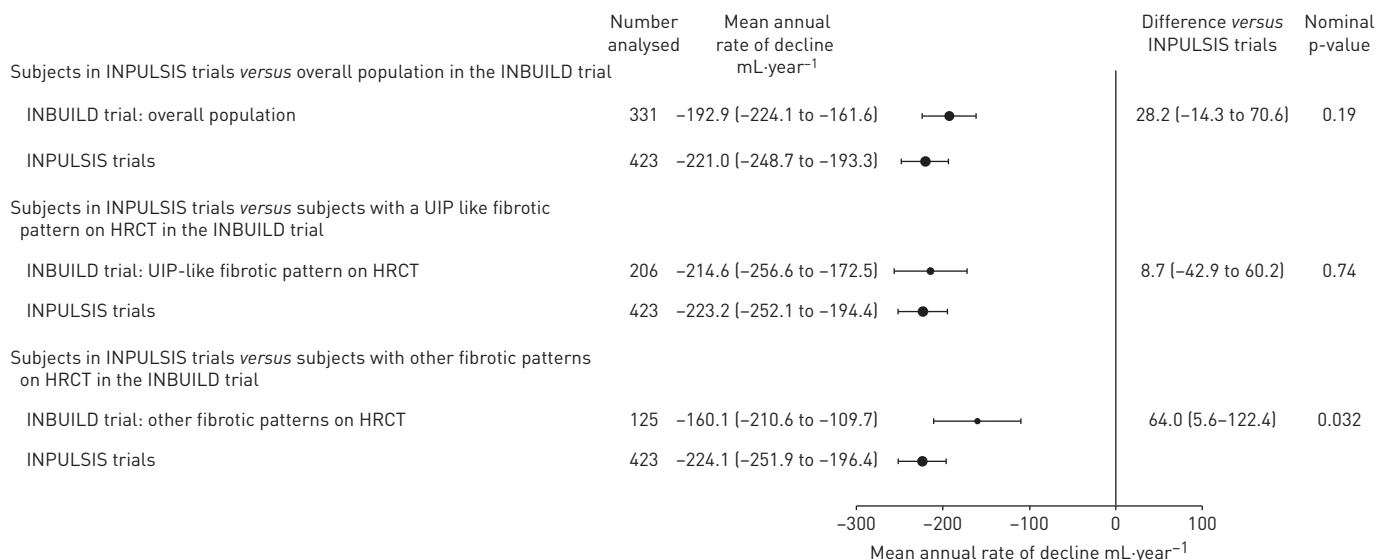 Number analysed Mean annual rate of decline mL·year⁻¹ Difference versus INPULSIS trials Nominal p-value
Subjects in INPULSIS trials versus overall population in the INBUILD trial
INBUILD trial: overall population 331 −192.9 (−224.1 to −161.6) 28.2 (−14.3 to 70.6) 0.19
INPULSIS trials 423 −221.0 (−248.7 to −193.3)
Subjects in INPULSIS trials versus subjects with a UIP like fibrotic
pattern on HRCT in the INBUILD trial
INBUILD trial: UIP-like fibrotic pattern on HRCT 206 −214.6 (−256.6 to −172.5) 8.7 (−42.9 to 60.2) 0.74
INPULSIS trials 423 −223.2 (−252.1 to −194.4)
Subjects in INPULSIS trials versus subjects with other fibrotic patterns
on HRCT in the INBUILD trial
INBUILD trial: other fibrotic patterns on HRCT 125 −160.1 (−210.6 to −109.7) 64.0 (5.6–122.4) 0.032
INPULSIS trials 423 −224.1 (−251.9 to −196.4)
−300 −200 −100 0 100
Mean annual rate of decline mL·year⁻¹